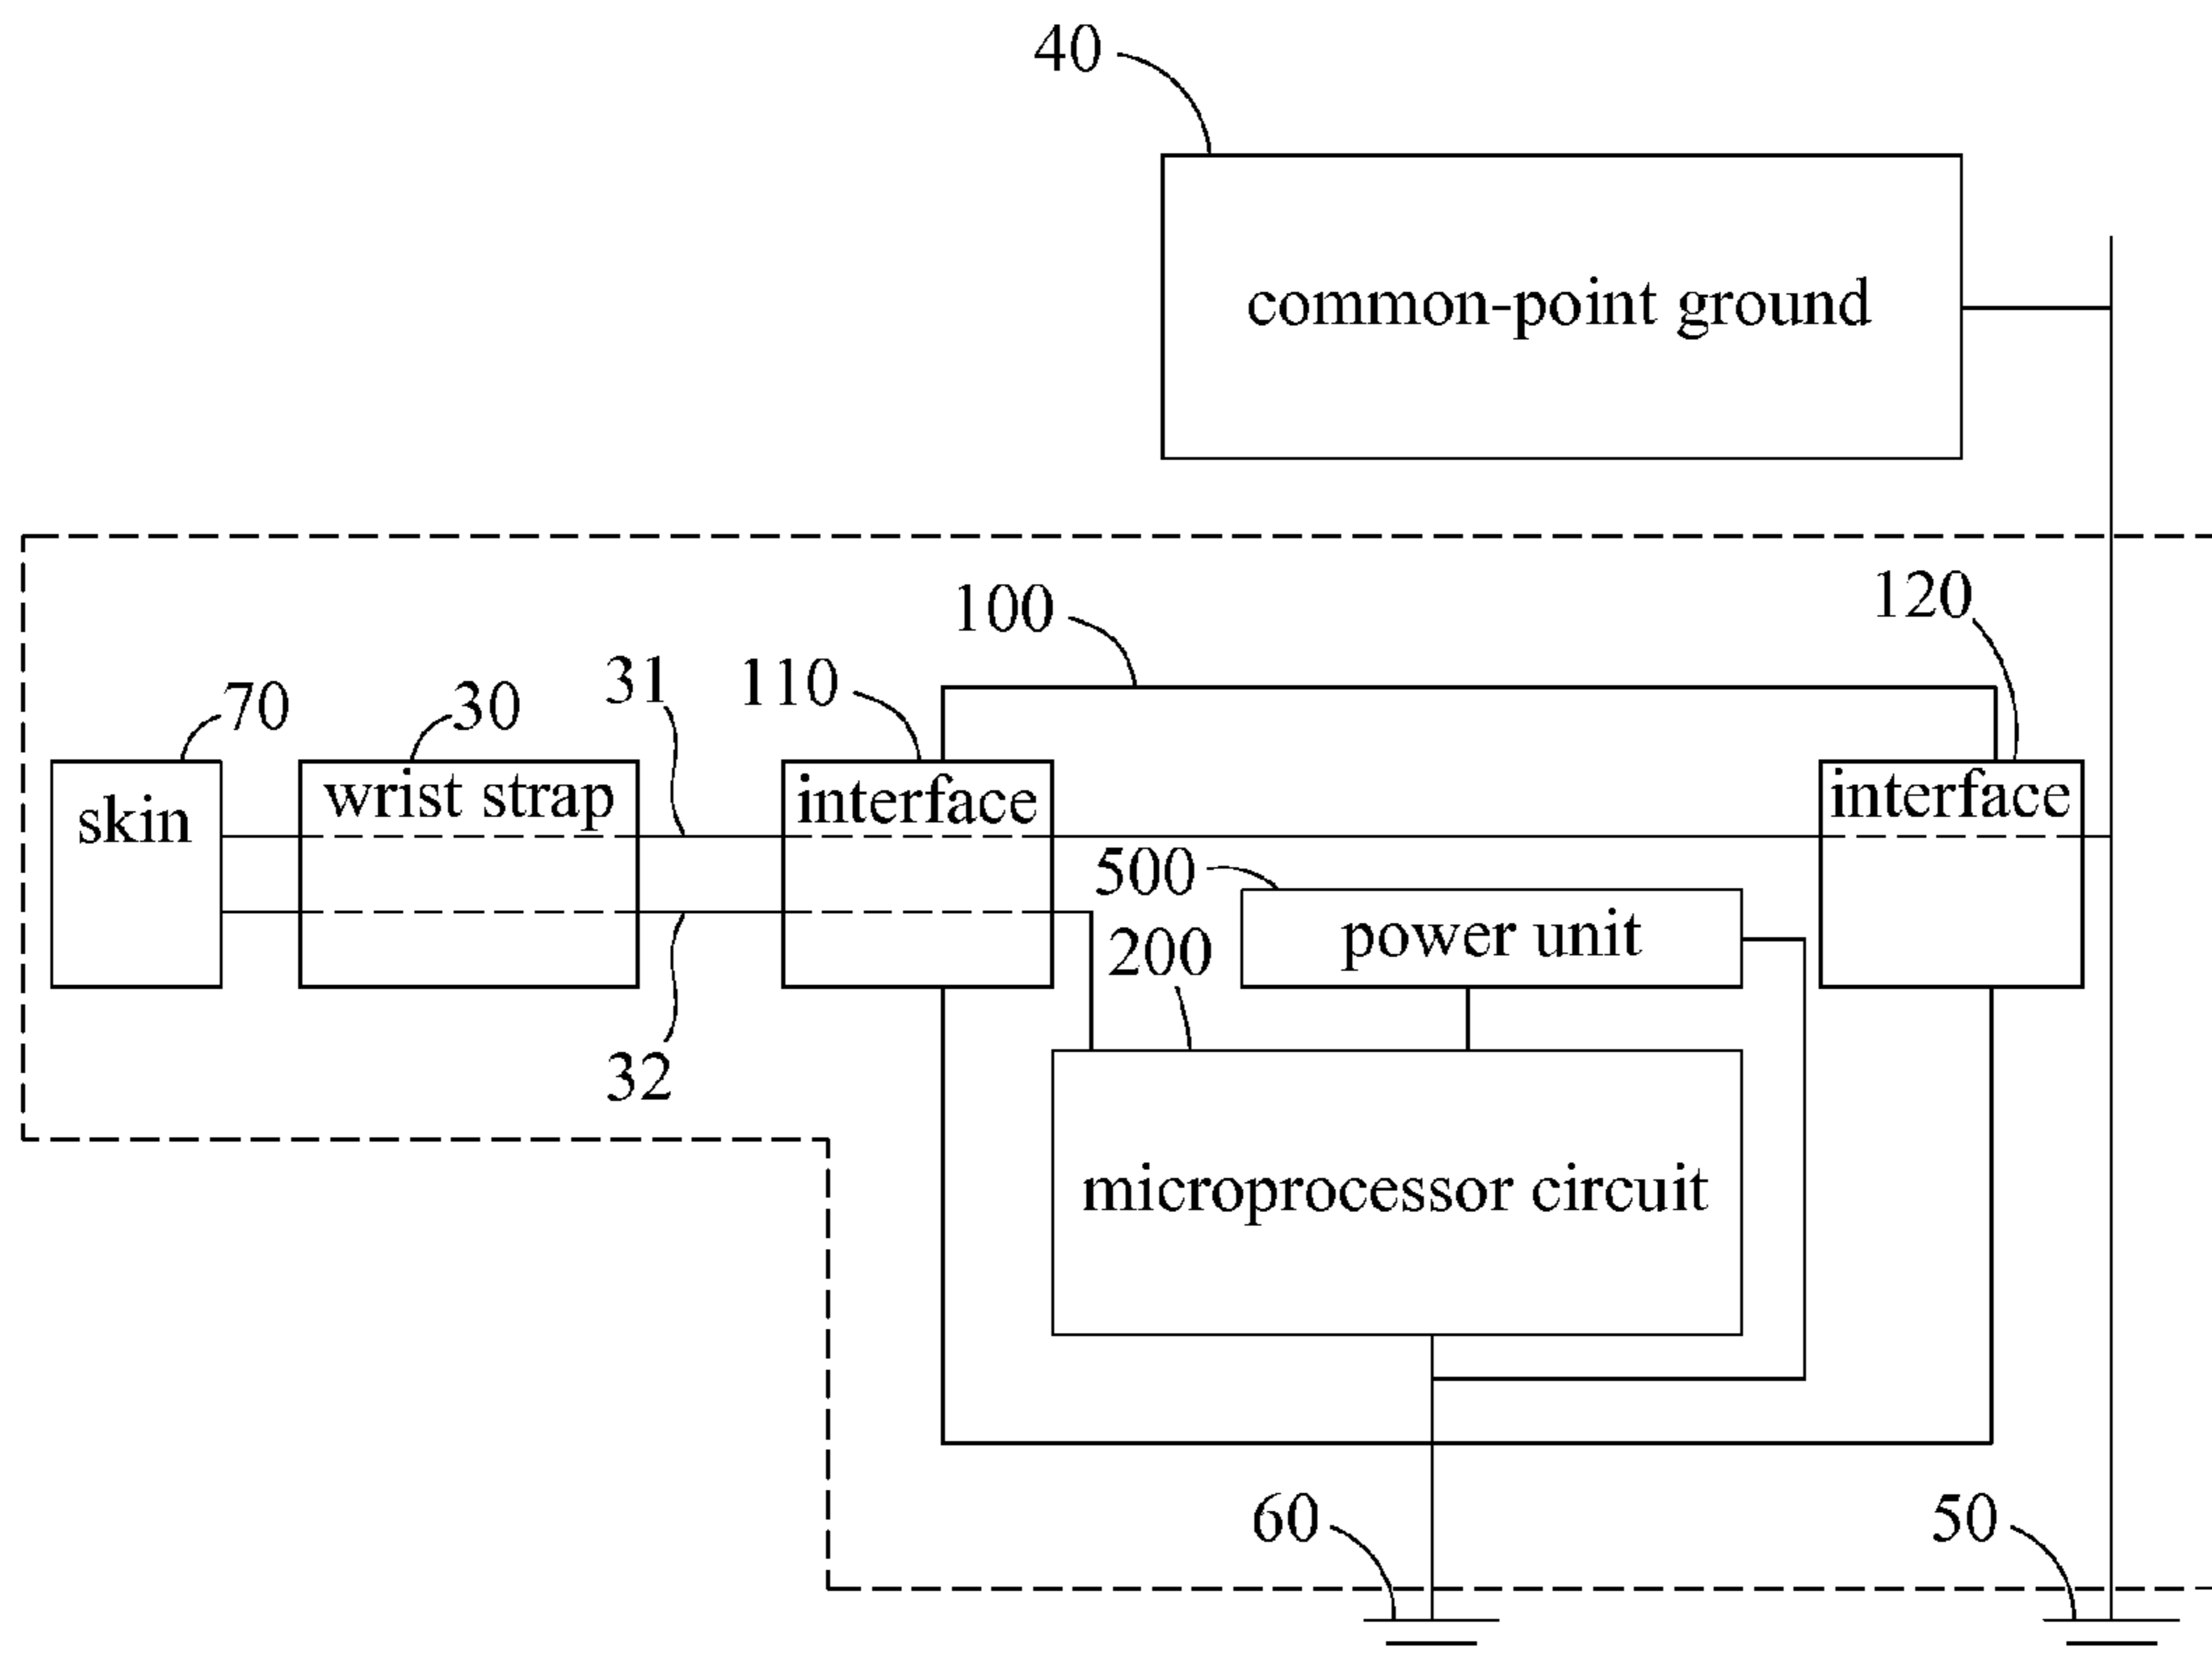 40
common-point ground
100
120
70
30
31
110
skin
wrist strap
interface
interface
500
power unit
200
32
microprocessor circuit
60
50